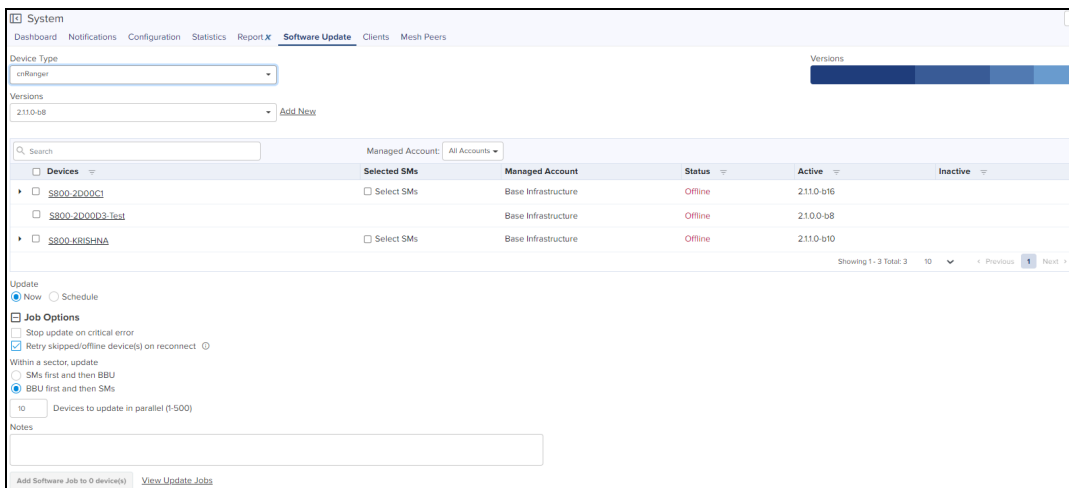 System
Dashboard Notifications Configuration Statistics Report X Software Update Clients Mesh Peers
Device Type
Versions
cnRanger
Versions
2.1.1.0-b8 Add New
Search Managed Account: All Accounts
Devices Selected SMs Managed Account Status Active Inactive
S800-2D00C1 Select SMs Base Infrastructure Offline 2.1.1.0-b16
S800-2D00D3-Test Base Infrastructure Offline 2.1.0.0-b8
S800-KRISHNA Select SMs Base Infrastructure Offline 2.1.1.0-b10
Showing 1 - 3 Total: 3 10 < Previous 1 Next >
Update
Now Schedule
Job Options
Stop update on critical error
Retry skipped/offline device(s) on reconnect
Within a sector, update
SMs first and then BBU
BBU first and then SMs
10 Devices to update in parallel (1-500)
Notes
Add Software Job to 0 device(s) View Update Jobs